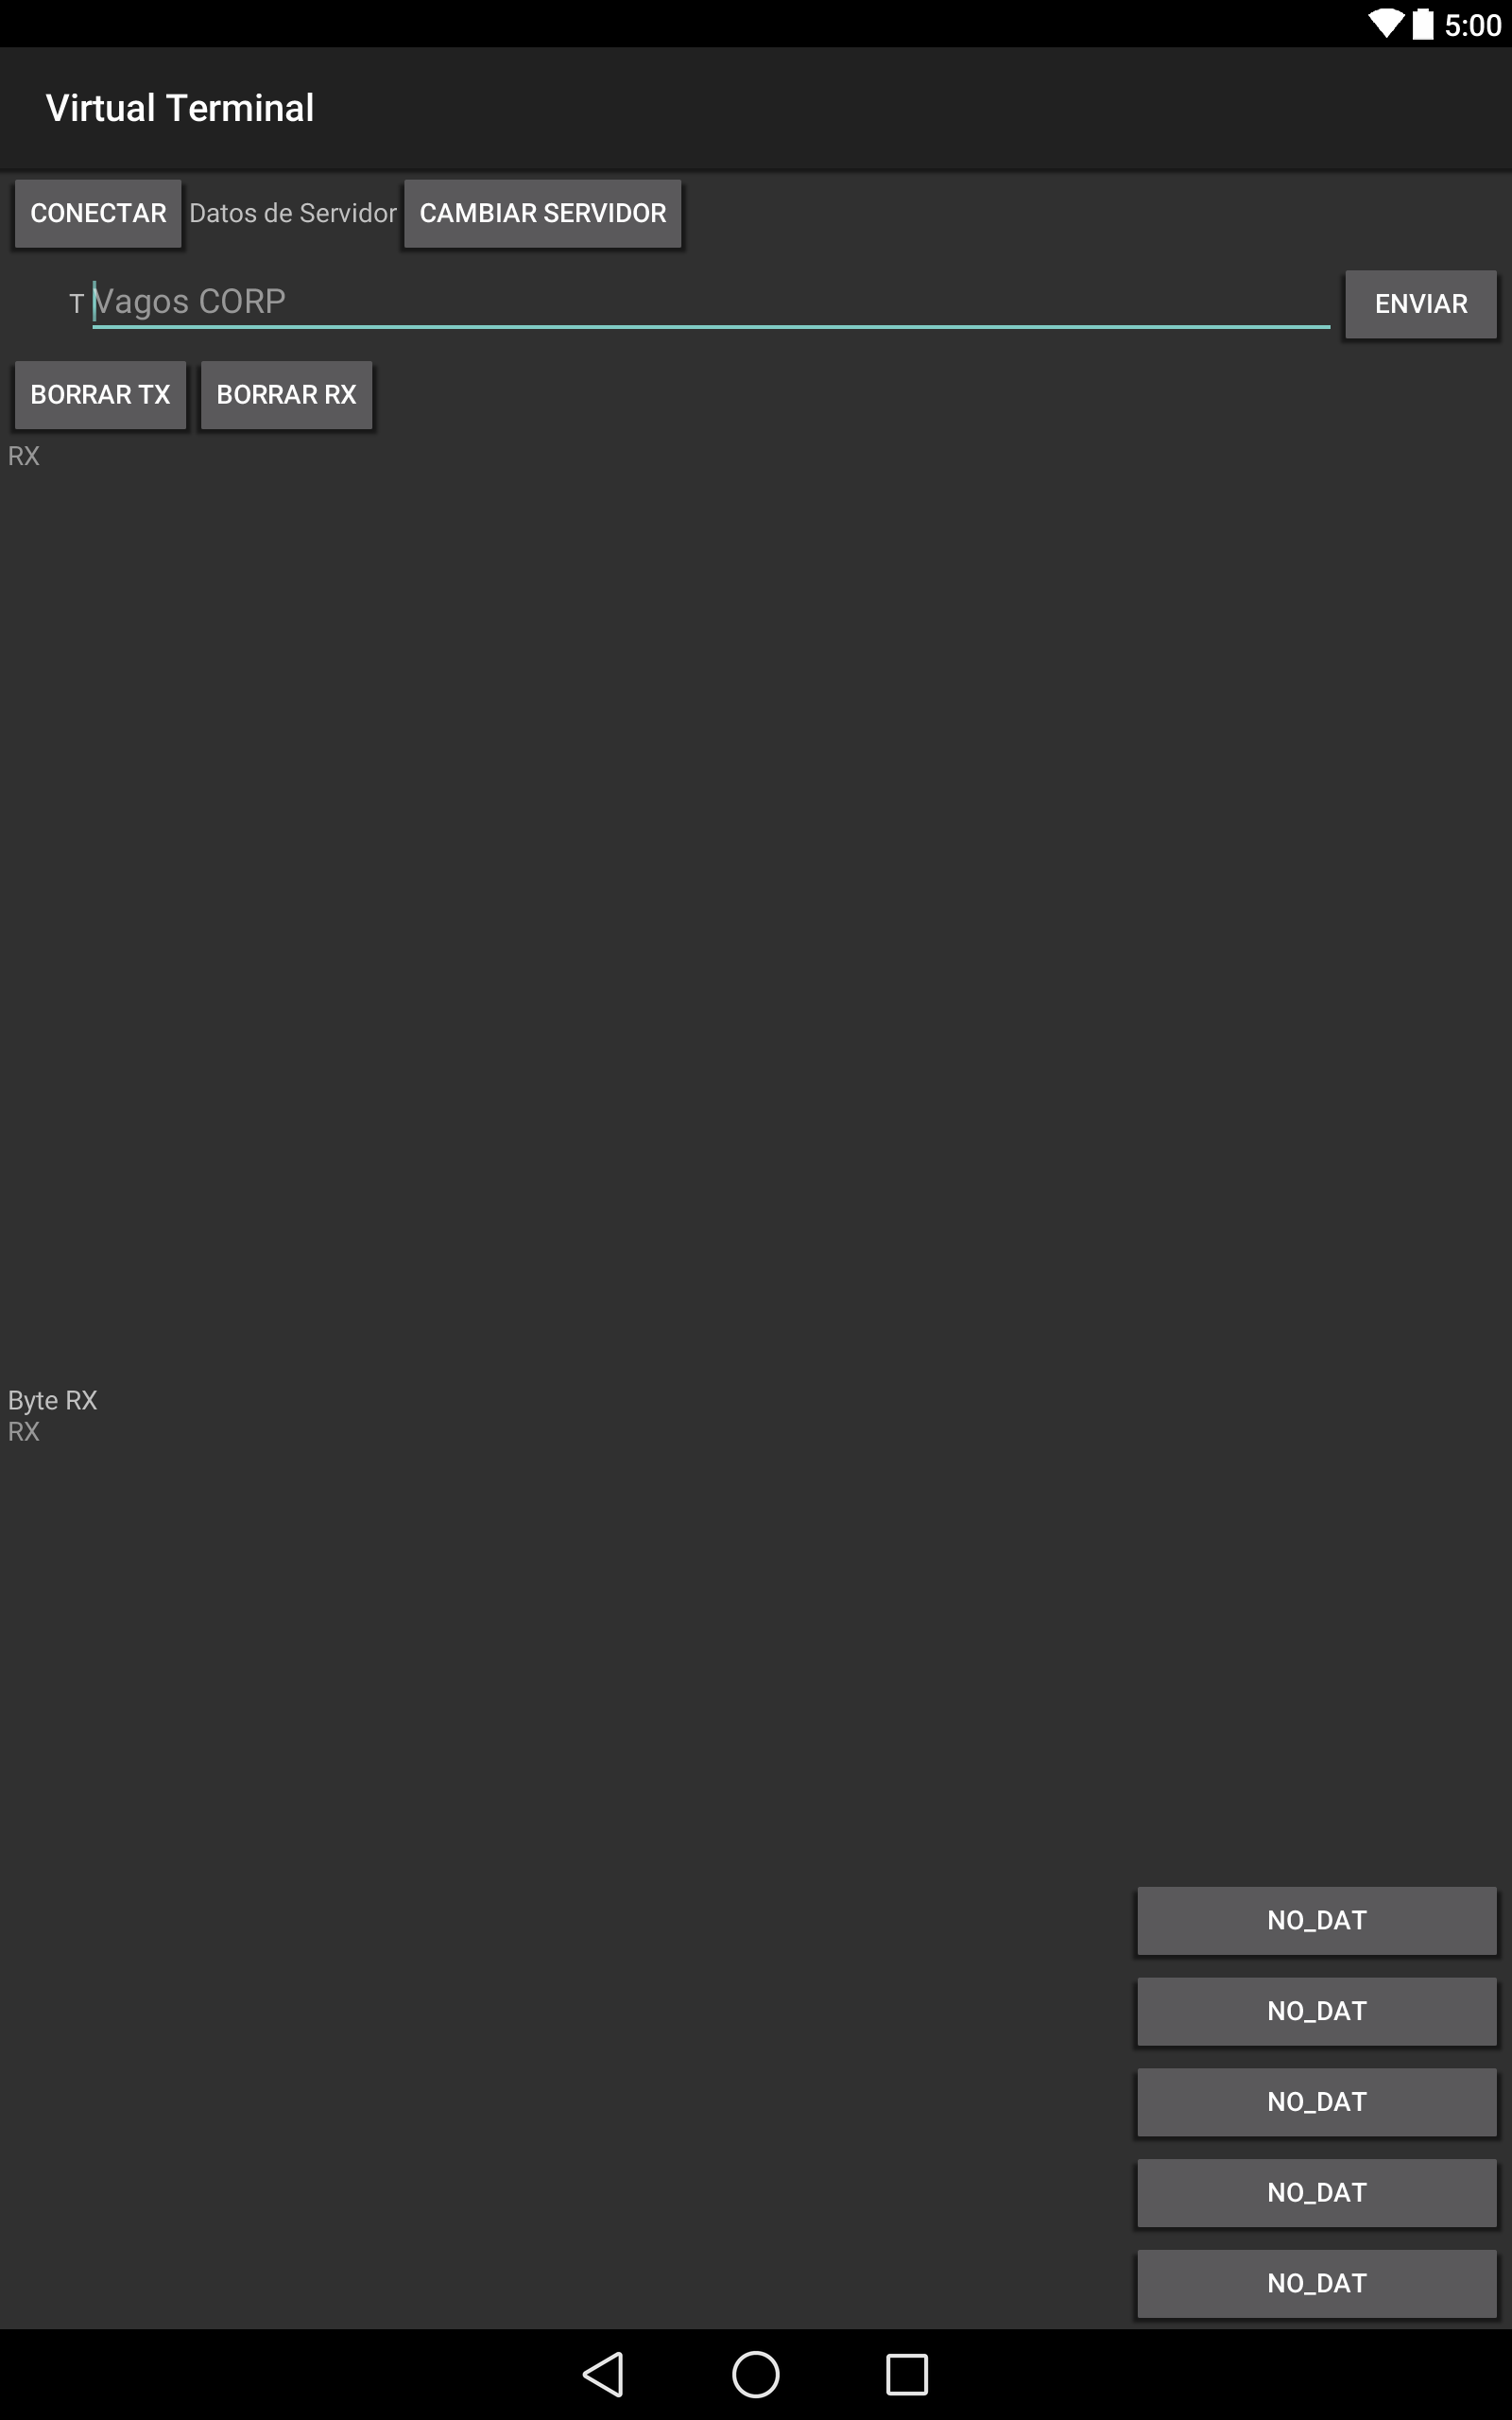 5:00
Virtual Terminal
CONECTAR Datos de Servidor CAMBIAR SERVIDOR
T Vagos CORP ENVIAR
BORRAR TX BORRAR RX
RX
Byte RX
RX
NO_DAT
NO_DAT
NO_DAT
NO_DAT
NO_DAT